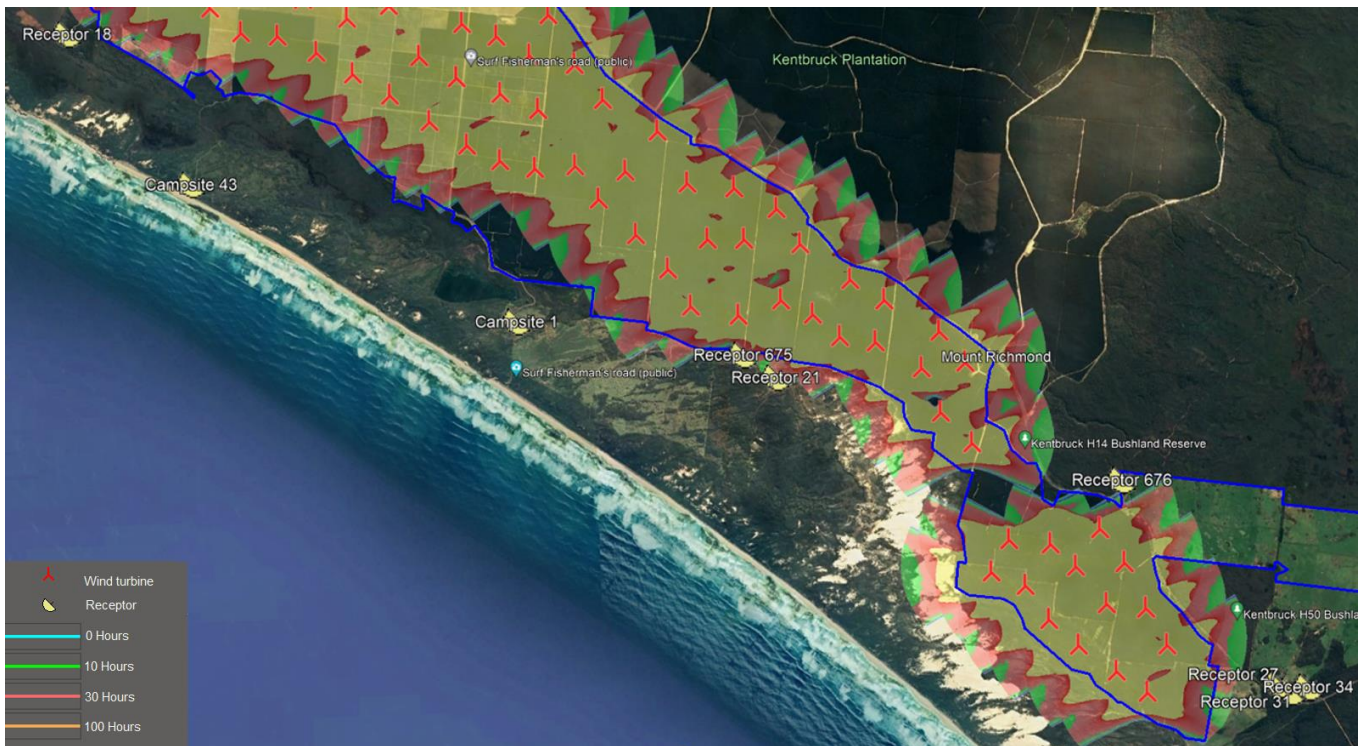 Receptor 18
Surf Fisherman's road (public)
Kentbruck Plantation
Campsite 43
Campsite 1
Surf Fisherman's road (public)
Receptor 675
Receptor 21
Mount Richmond
Kentbruck H14 Bushland Reserve
Receptor 676
Kentbruck H50 Bushla
Receptor 27
Receptor 34
Receptor 31
Wind turbine
Receptor
0 Hours
10 Hours
30 Hours
100 Hours